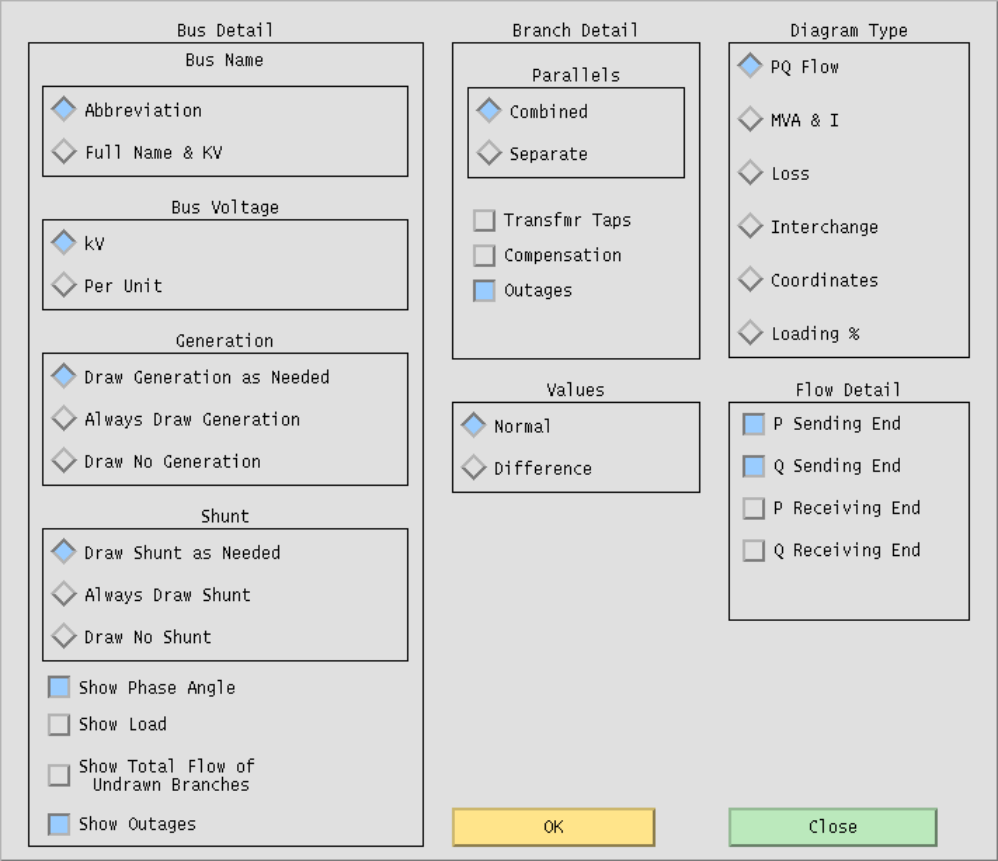 Bus Detail
Bus Name
Abbreviation
Full Name & KV
Bus Voltage
kV
Per Unit
Generation
Draw Generation as Needed
Always Draw Generation
Draw No Generation
Shunt
Draw Shunt as Needed
Always Draw Shunt
Draw No Shunt
Show Phase Angle
Show Load
Show Total Flow of
Undrawn Branches
Show Outages
Branch Detail
Parallels
Combined
Separate
Transfmr Taps
Compensation
Outages
Values
Normal
Difference
OK
Diagram Type
PQ Flow
MVA & I
Loss
Interchange
Coordinates
Loading %
Flow Detail
P Sending End
Q Sending End
P Receiving End
Q Receiving End
Close